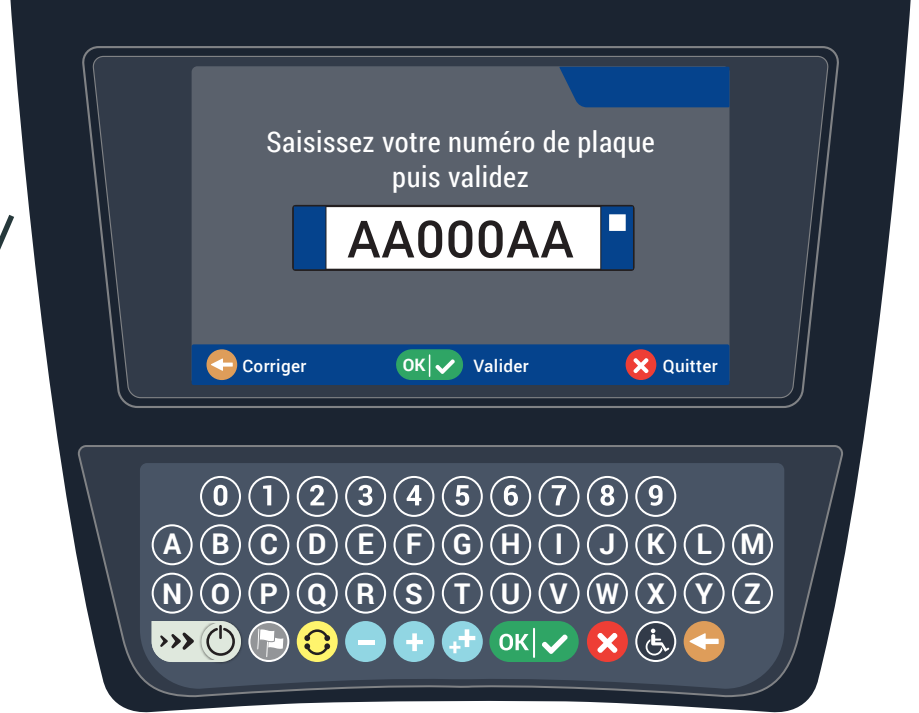 Saisissez votre numéro de plaque
puis validez
AA000AA
Corriger
OK Valider
Quitter
0 1 2 3 4 5 6 7 8 9
A B C D E F G H I J K L M
N O P Q R S T U V W X Y Z
>>> - + ++ OK